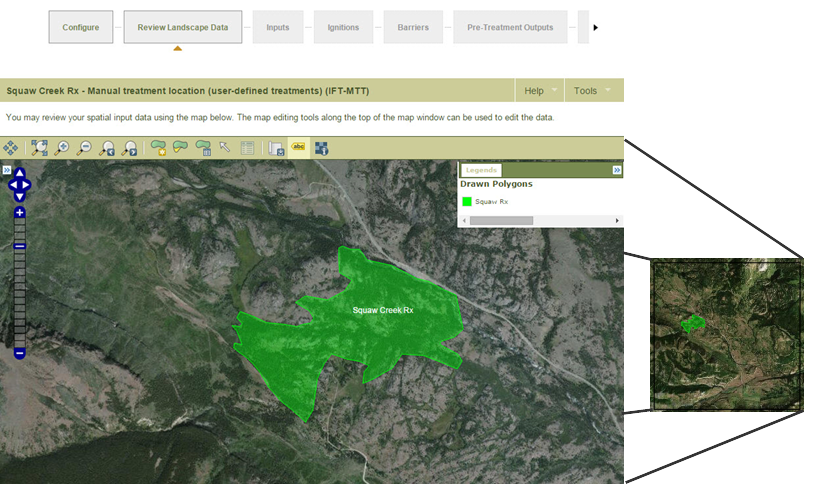 Configure Review Landscape Data Inputs Ignitions Barriers Pre-Treatment Outputs
Squaw Creek Rx - Manual treatment location (user-defined treatments) (IFT-MTT) Help Tools
You may review your spatial input data using the map below. The map editing tools along the top of the map window can be used to edit the data.
abc
Legends
Drawn Polygons
Squaw Rx
Squaw Creek Rx